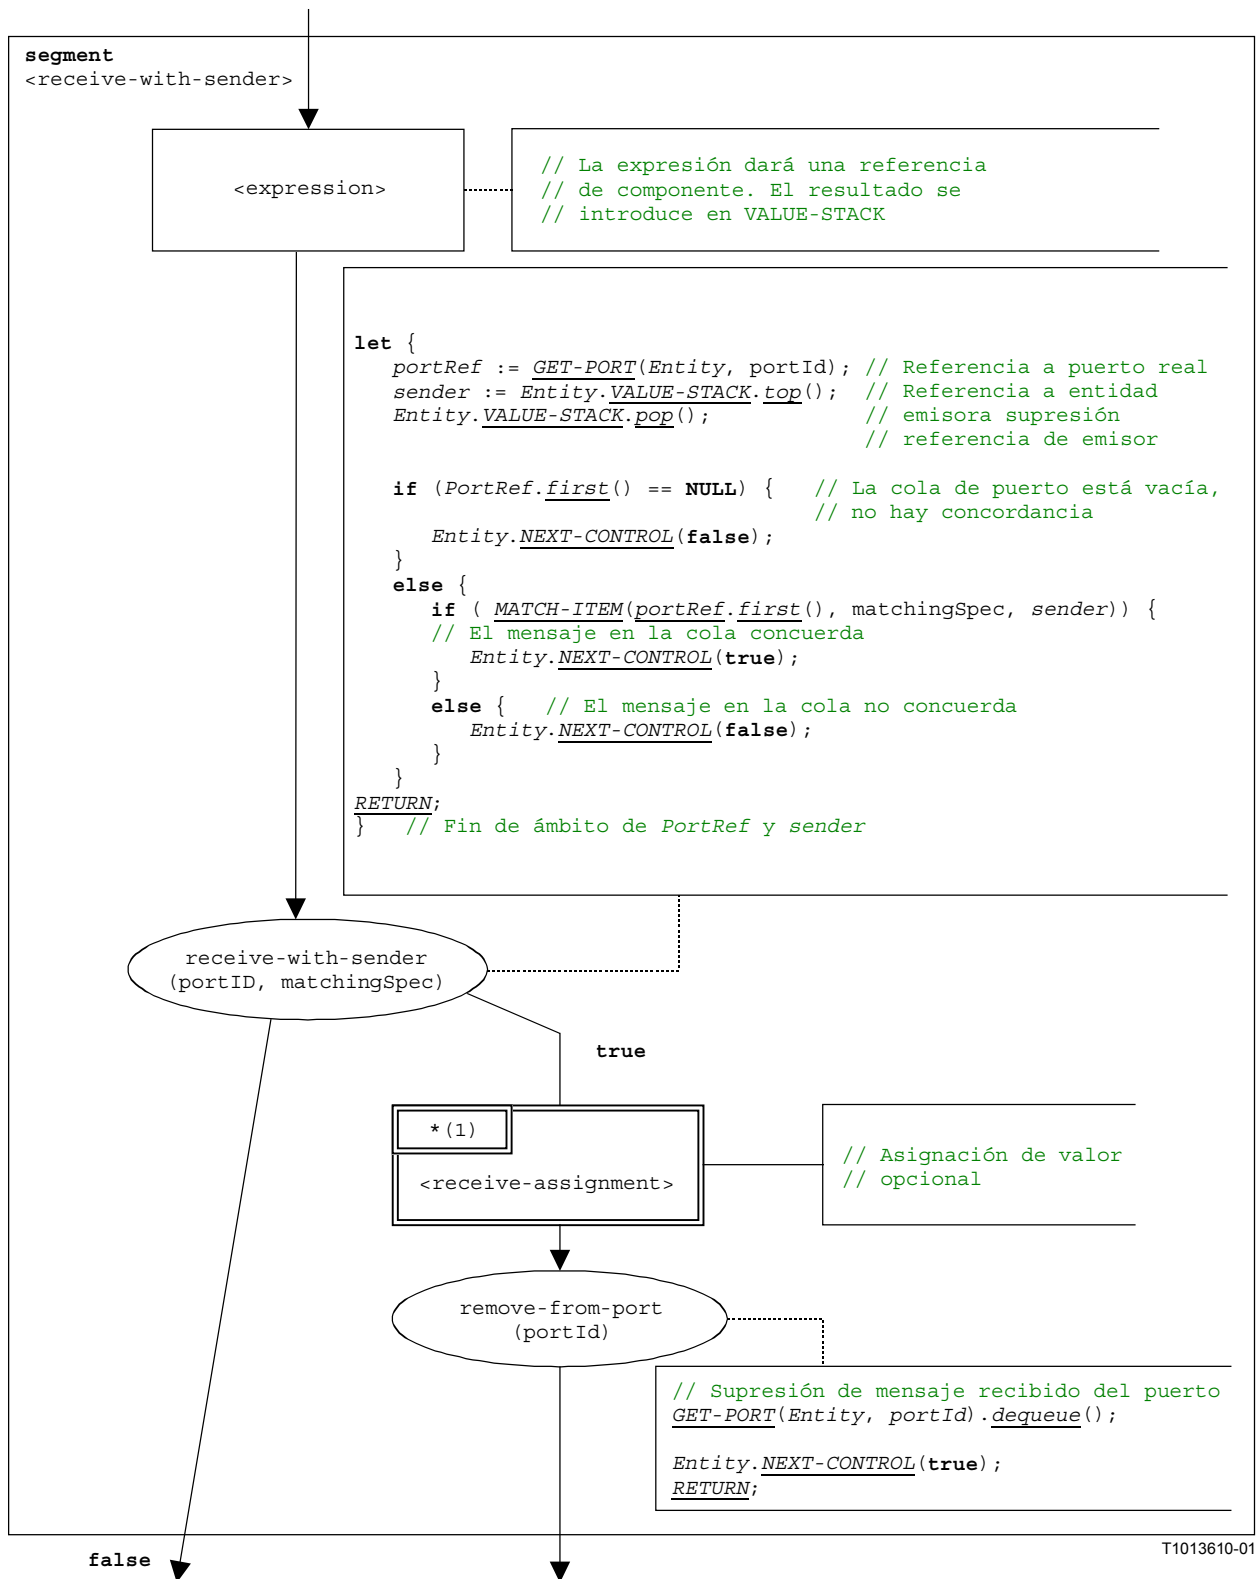 segment
<receive-with-sender>
<expression>
// La expresión dará una referencia
// de componente. El resultado se
// introduce en VALUE-STACK
let {
portRef := GET-PORT(Entity, portId); // Referencia a puerto real
sender := Entity.VALUE-STACK.top(); // Referencia a entidad
Entity.VALUE-STACK.pop(); // emisora supresión
// referencia de emisor
if (PortRef.first() == NULL) { // La cola de puerto está vacía,
// no hay concordancia
Entity.NEXT-CONTROL(false);
}
else {
if ( MATCH-ITEM(portRef.first(), matchingSpec, sender)) {
// El mensaje en la cola concuerda
Entity.NEXT-CONTROL(true);
}
else { // El mensaje en la cola no concuerda
Entity.NEXT-CONTROL(false);
}
}
RETURN;
} // Fin de ámbito de PortRef y sender
receive-with-sender
(portID, matchingSpec)
true
*(1)
<receive-assignment>
// Asignación de valor
// opcional
remove-from-port
(portId)
// Supresión de mensaje recibido del puerto
GET-PORT(Entity, portId).dequeue();
Entity.NEXT-CONTROL(true);
RETURN;
false
T1013610-01